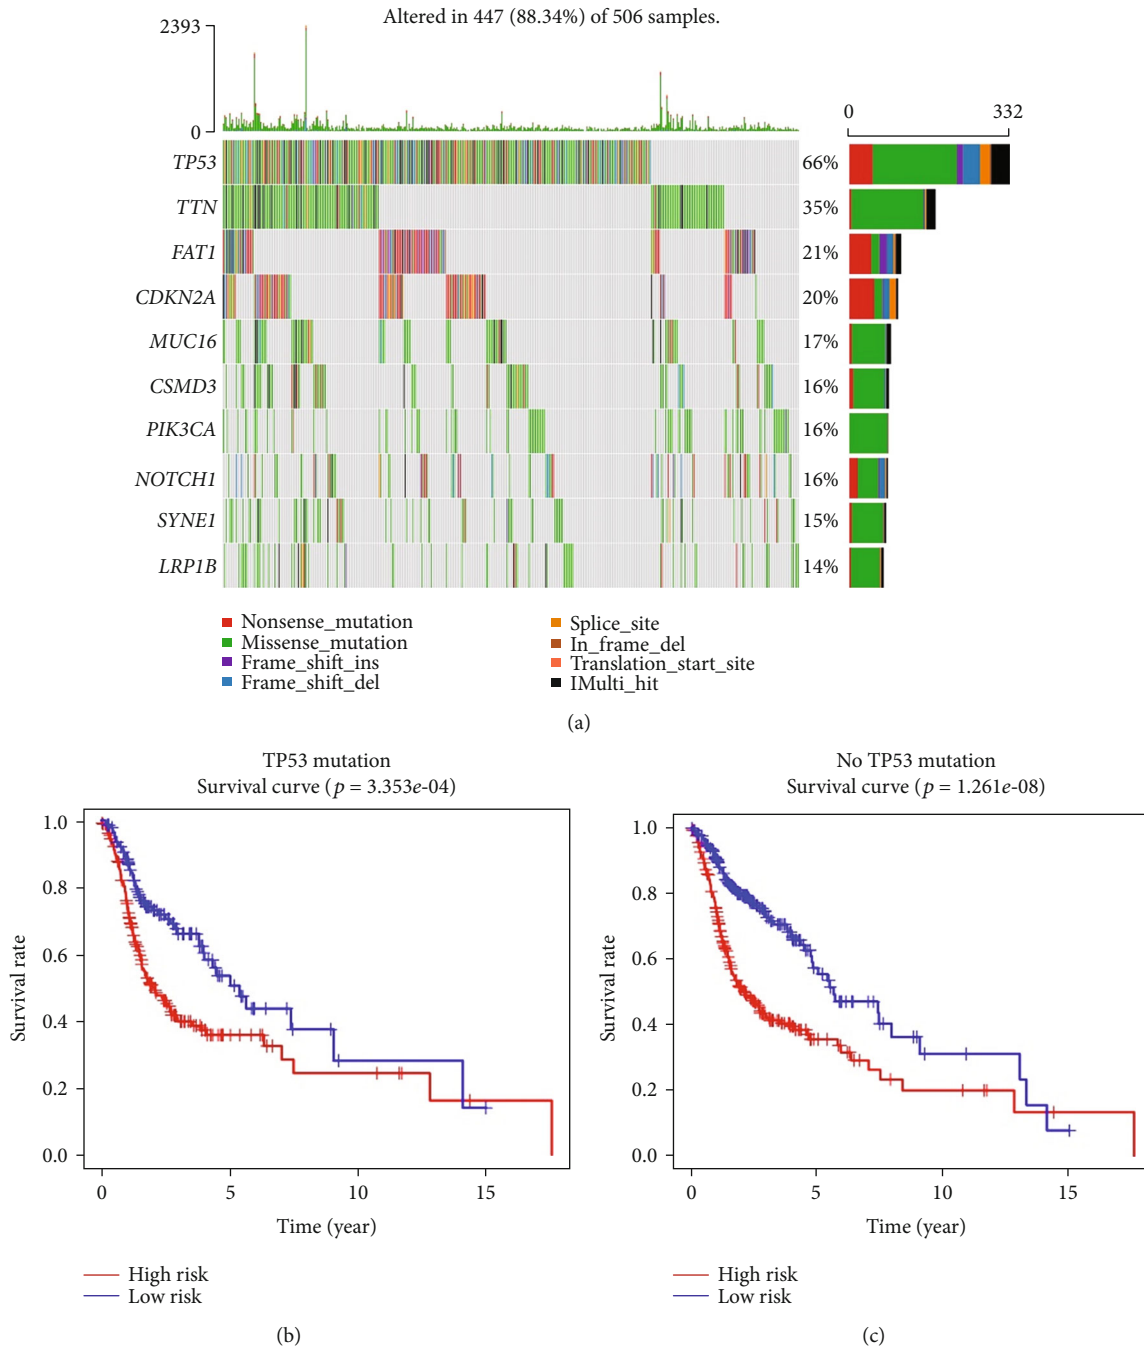 Altered in 447 (88.34%) of 506 samples.
2393
0
0 332
TP53 66%
TTN 35%
FAT1 21%
CDKN2A 20%
MUC16 17%
CSMD3 16%
PIK3CA 16%
NOTCH1 16%
SYNE1 15%
LRP1B 14%
Nonsense_mutation
Missense_mutation
Frame_shift_ins
Frame_shift_del
Splice_site
In_frame_del
Translation_start_site
IMulti_hit
(a)
TP53 mutation
Survival curve (p = 3.353e-04)
Survival rate
1.0
0.8
0.6
0.4
0.2
0.0
0 5 10 15
Time (year)
High risk
Low risk
(b)
No TP53 mutation
Survival curve (p = 1.261e-08)
Survival rate
1.0
0.8
0.6
0.4
0.2
0.0
0 5 10 15
Time (year)
High risk
Low risk
(c)